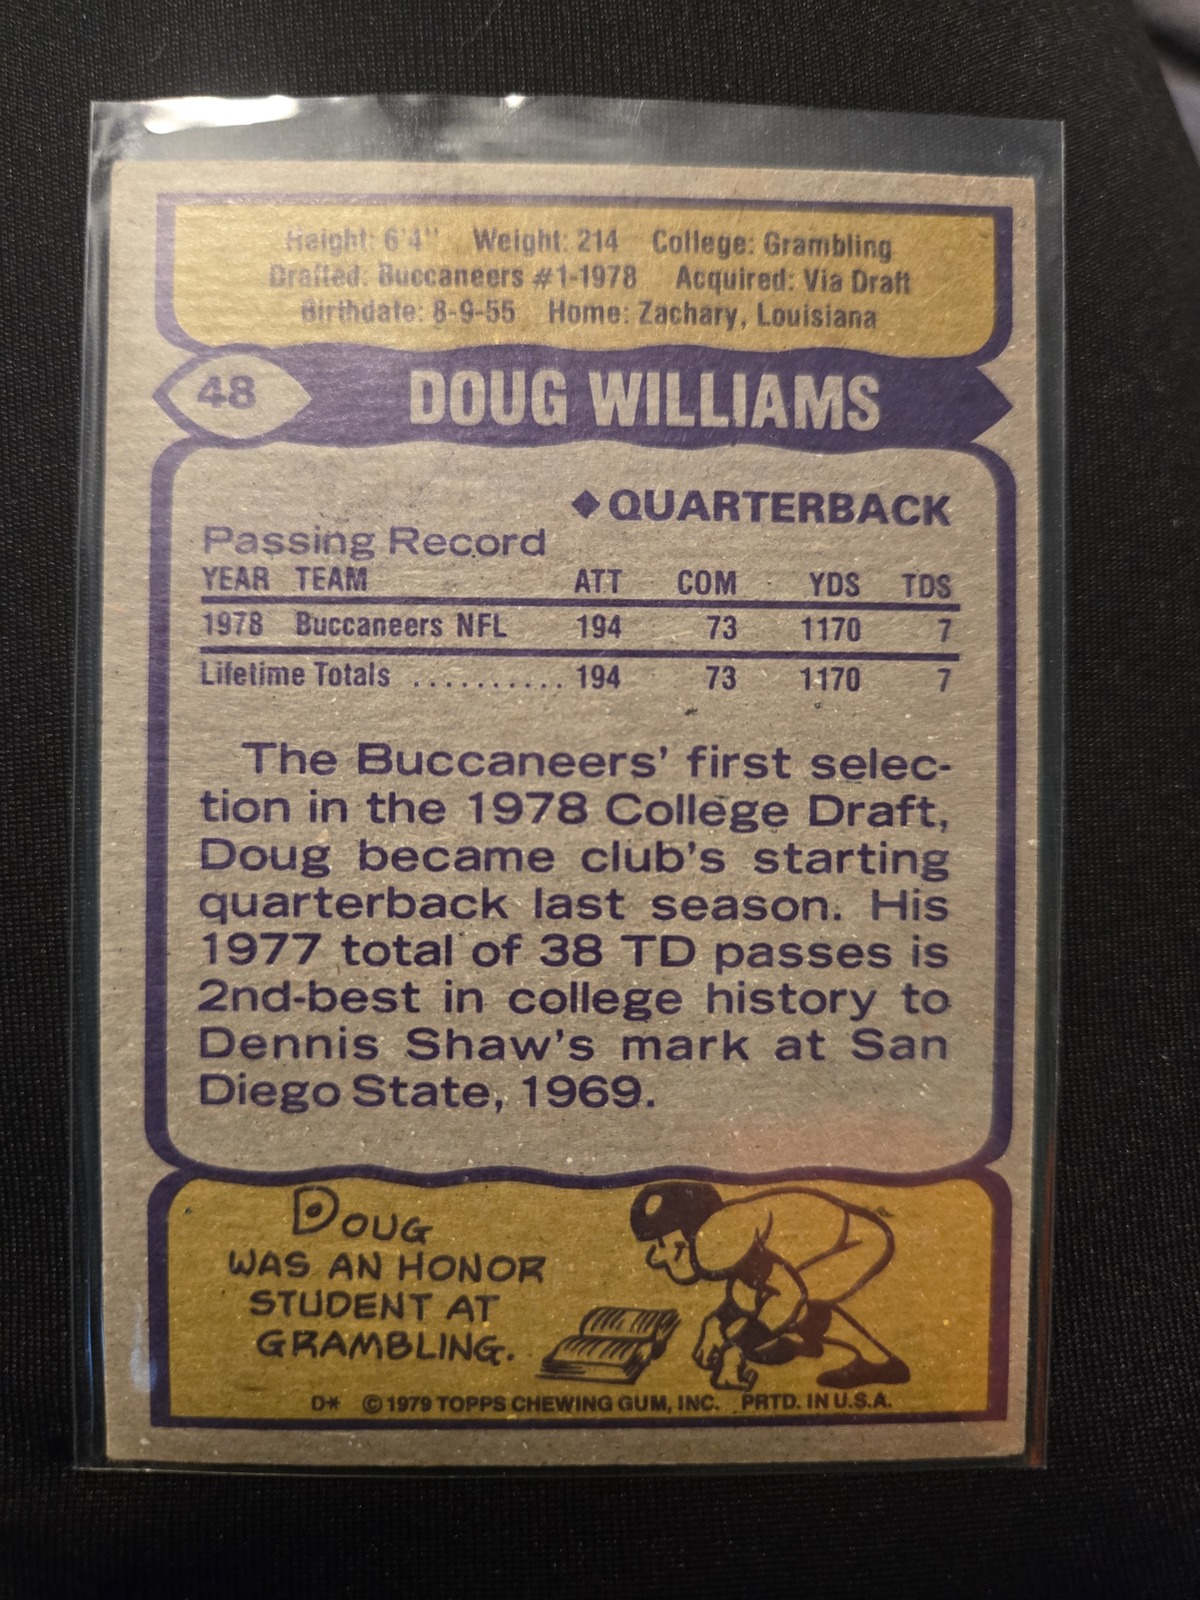 Height: 6'4" Weight: 214 College: Grambling
Drafted: Buccaneers #1-1978 Acquired: Via Draft
Birthdate: 8-9-55 Home: Zachary, Louisiana
48 DOUG WILLIAMS
◆QUARTERBACK
Passing Record
YEAR TEAM ATT COM YDS TDS
1978 Buccaneers NFL 194 73 1170 7
Lifetime Totals .......... 194 73 1170 7
The Buccaneers' first selec-
tion in the 1978 College Draft,
Doug became club's starting
quarterback last season. His
1977 total of 38 TD passes is
2nd-best in college history to
Dennis Shaw's mark at San
Diego State, 1969.
DOUG
WAS AN HONOR
STUDENT AT
GRAMBLING.
D* © 1979 TOPPS CHEWING GUM, INC. PRTD. IN U.S.A.